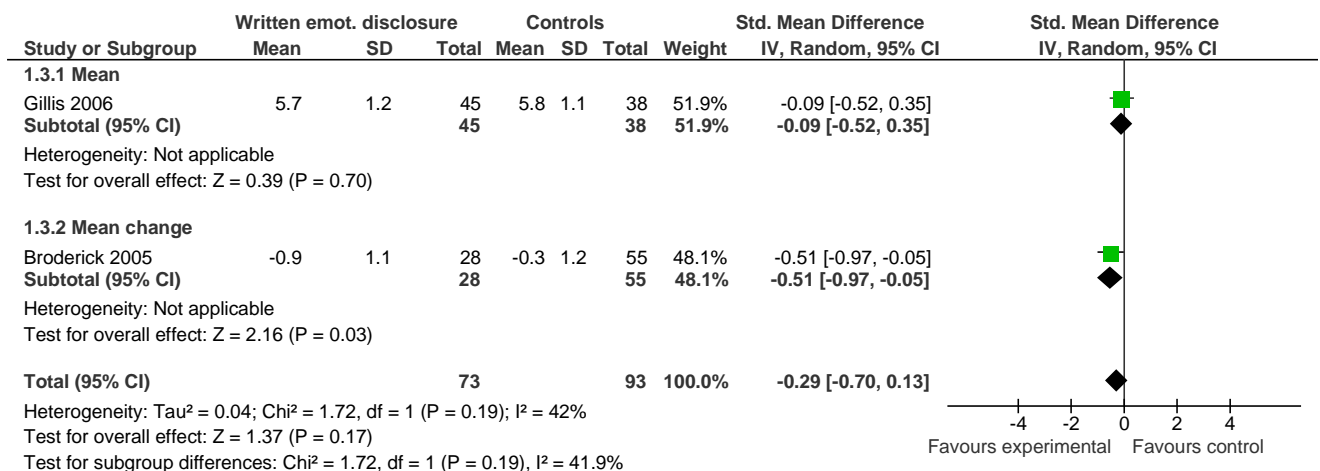 Written emot. disclosure Controls Std. Mean Difference Std. Mean Difference
Study or Subgroup Mean SD Total Mean SD Total Weight IV, Random, 95% CI IV, Random, 95% CI
1.3.1 Mean
Gillis 2006 5.7 1.2 45 5.8 1.1 38 51.9% -0.09 [-0.52, 0.35]
Subtotal (95% CI) 45 38 51.9% -0.09 [-0.52, 0.35]
Heterogeneity: Not applicable
Test for overall effect: Z = 0.39 (P = 0.70)
1.3.2 Mean change
Broderick 2005 -0.9 1.1 28 -0.3 1.2 55 48.1% -0.51 [-0.97, -0.05]
Subtotal (95% CI) 28 55 48.1% -0.51 [-0.97, -0.05]
Heterogeneity: Not applicable
Test for overall effect: Z = 2.16 (P = 0.03)
Total (95% CI) 73 93 100.0% -0.29 [-0.70, 0.13]
Heterogeneity: Tau² = 0.04; Chi² = 1.72, df = 1 (P = 0.19); I² = 42%
Test for overall effect: Z = 1.37 (P = 0.17)
Test for subgroup differences: Chi² = 1.72, df = 1 (P = 0.19), I² = 41.9%
-4 -2 0 2 4
Favours experimental Favours control